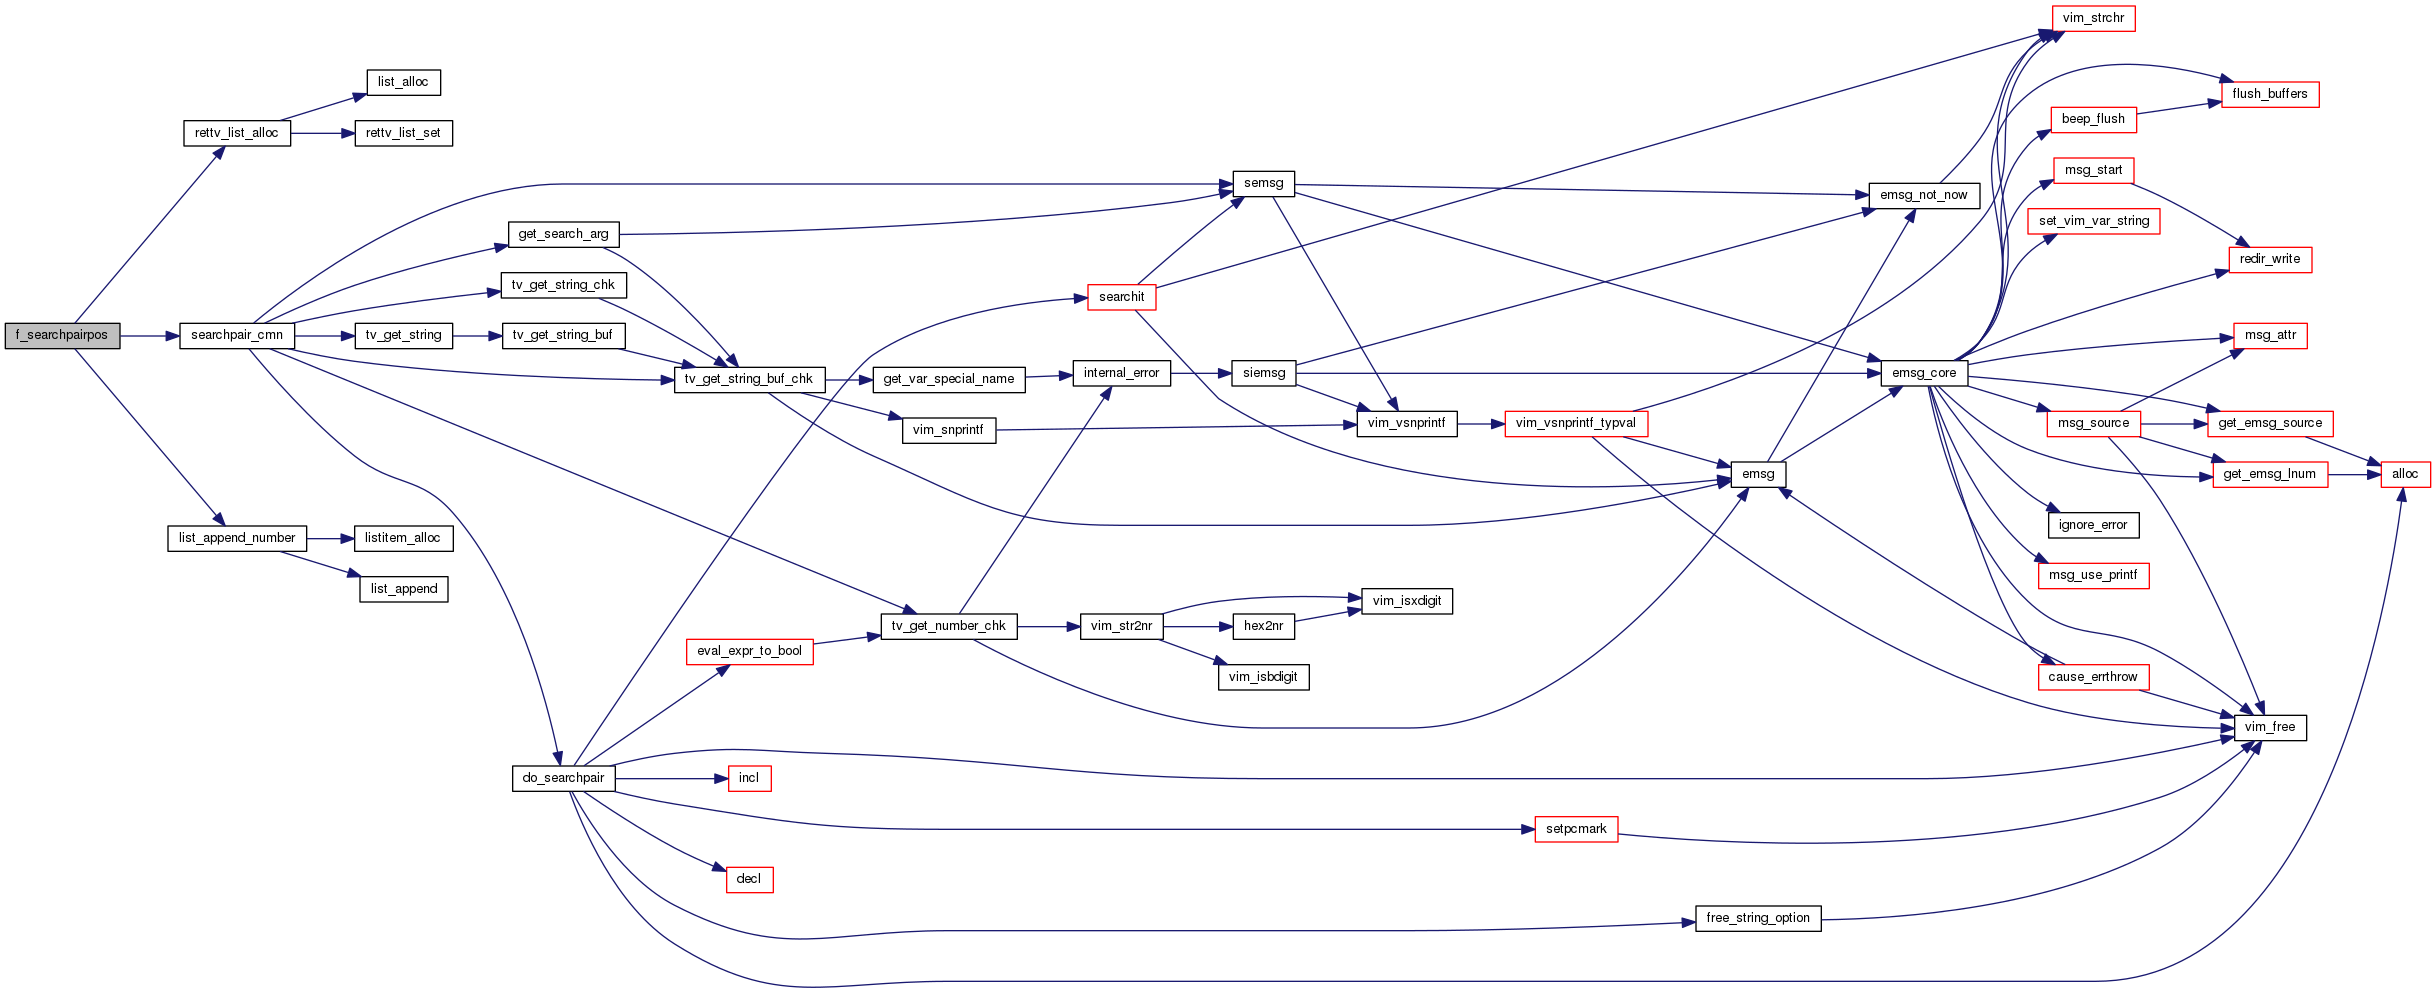 f_searchpairpos
rettv_list_alloc
list_alloc
rettv_list_set
searchpair_cmn
list_append_number
listitem_alloc
list_append
get_search_arg
tv_get_string_chk
tv_get_string
tv_get_string_buf
tv_get_string_buf_chk
do_searchpair
eval_expr_to_bool
incl
decl
get_var_special_name
vim_snprintf
tv_get_number_chk
searchit
internal_error
vim_str2nr
semsg
siemsg
hex2nr
vim_isbdigit
vim_vsnprintf
vim_isxdigit
vim_vsnprintf_typval
setpcmark
emsg
free_string_option
emsg_not_now
emsg_core
vim_strchr
beep_flush
msg_start
set_vim_var_string
msg_source
ignore_error
msg_use_printf
cause_errthrow
flush_buffers
redir_write
msg_attr
get_emsg_source
get_emsg_lnum
vim_free
alloc